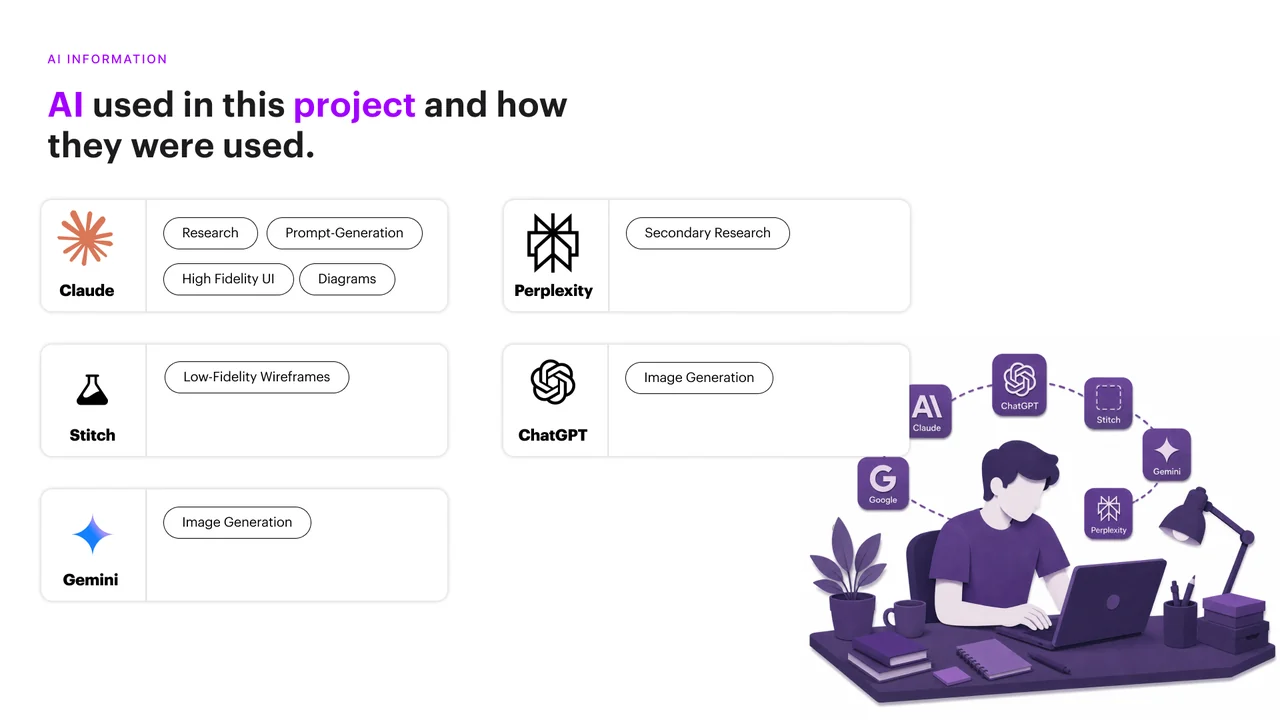 AI INFORMATION
AI used in this project and how
they were used.
Claude
Research
Prompt-Generation
High Fidelity UI
Diagrams
Perplexity
Secondary Research
Stitch
Low-Fidelity Wireframes
ChatGPT
Image Generation
Gemini
Image Generation
ChatGPT
AI
Claude
Stitch
Gemini
G
Google
Perplexity